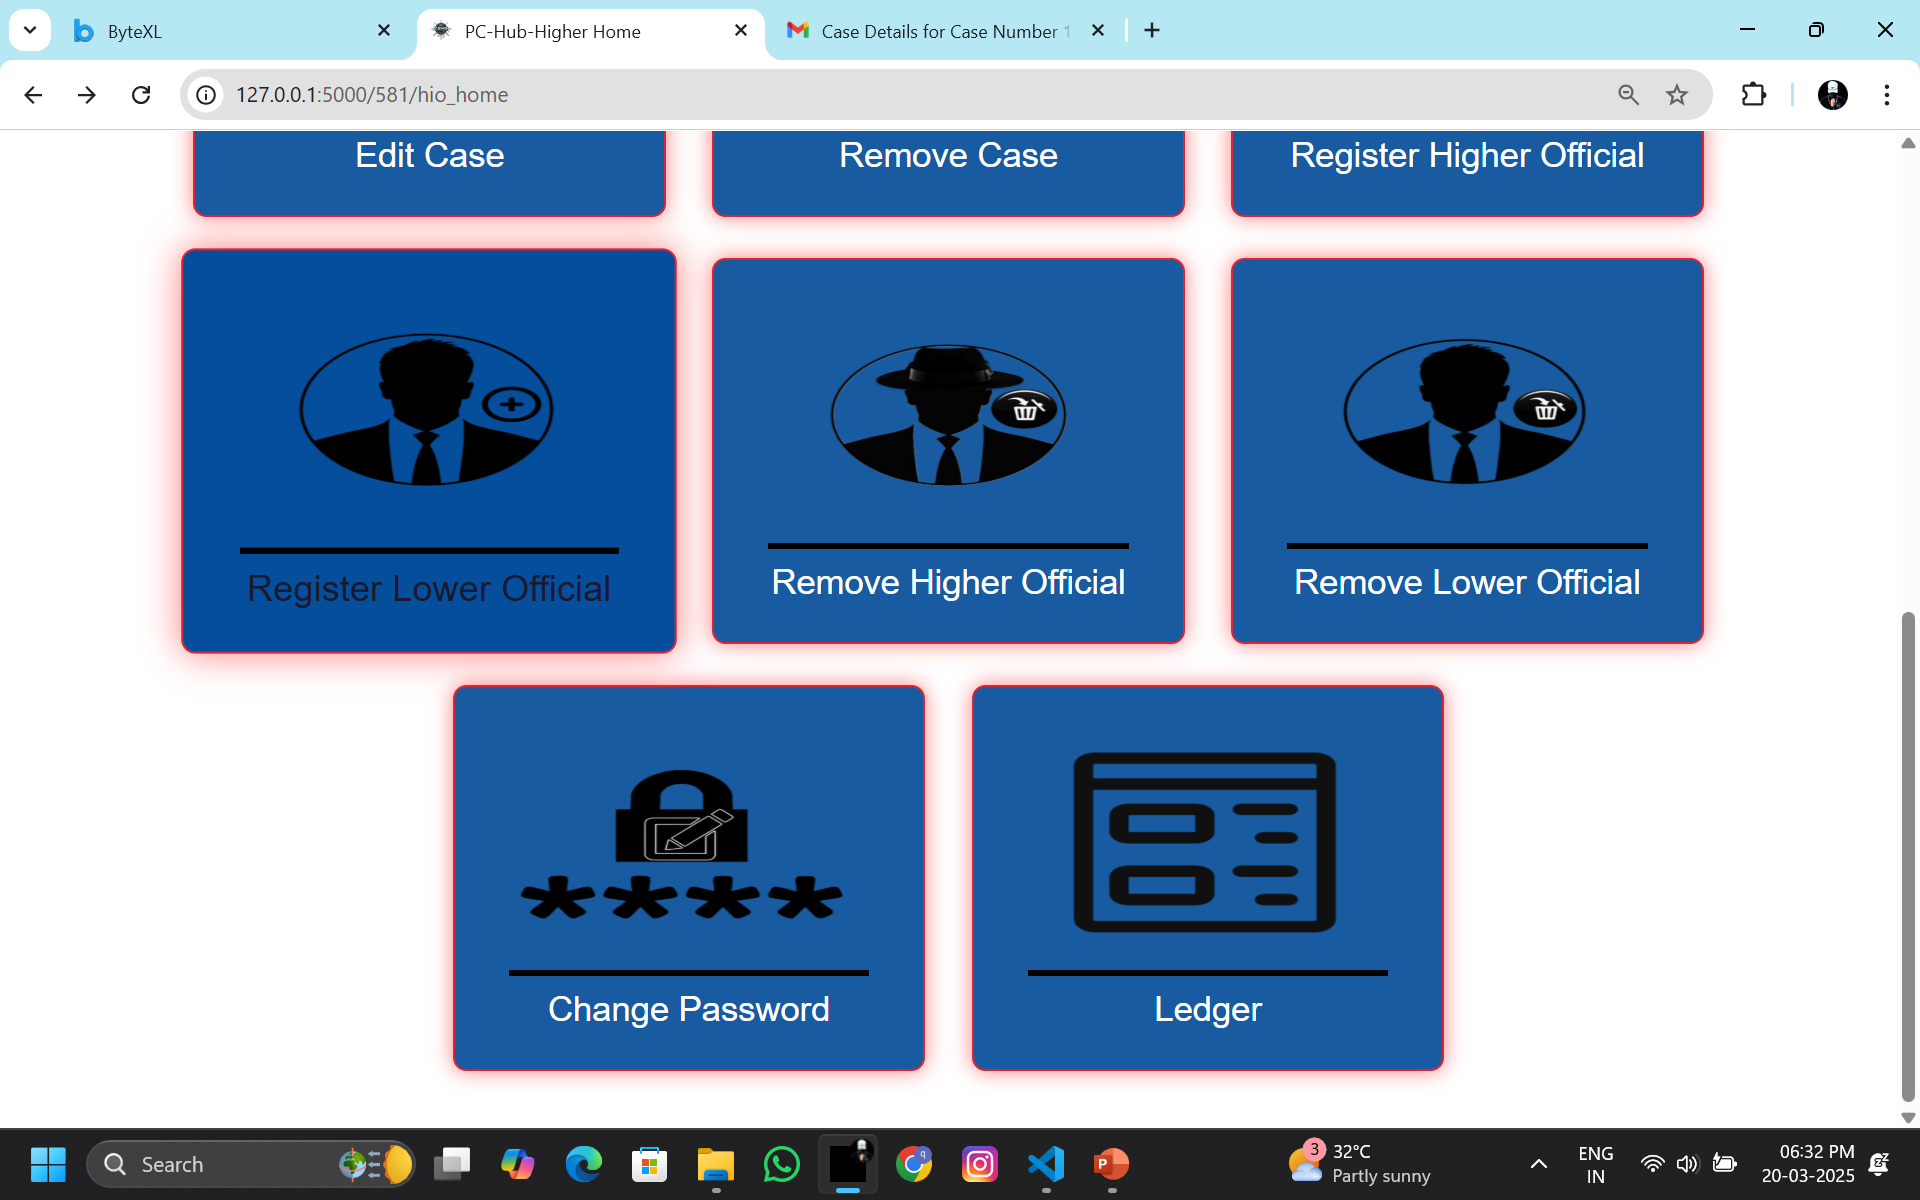 ByteXL
PC-Hub-Higher Home
Case Details for Case Number 1
127.0.0.1:5000/581/hio_home
Edit Case
Remove Case
Register Higher Official
Register Lower Official
Remove Higher Official
Remove Lower Official
****
Change Password
Ledger
Search
3
32°C
Partly sunny
ENG
IN
06:32 PM
20-03-2025